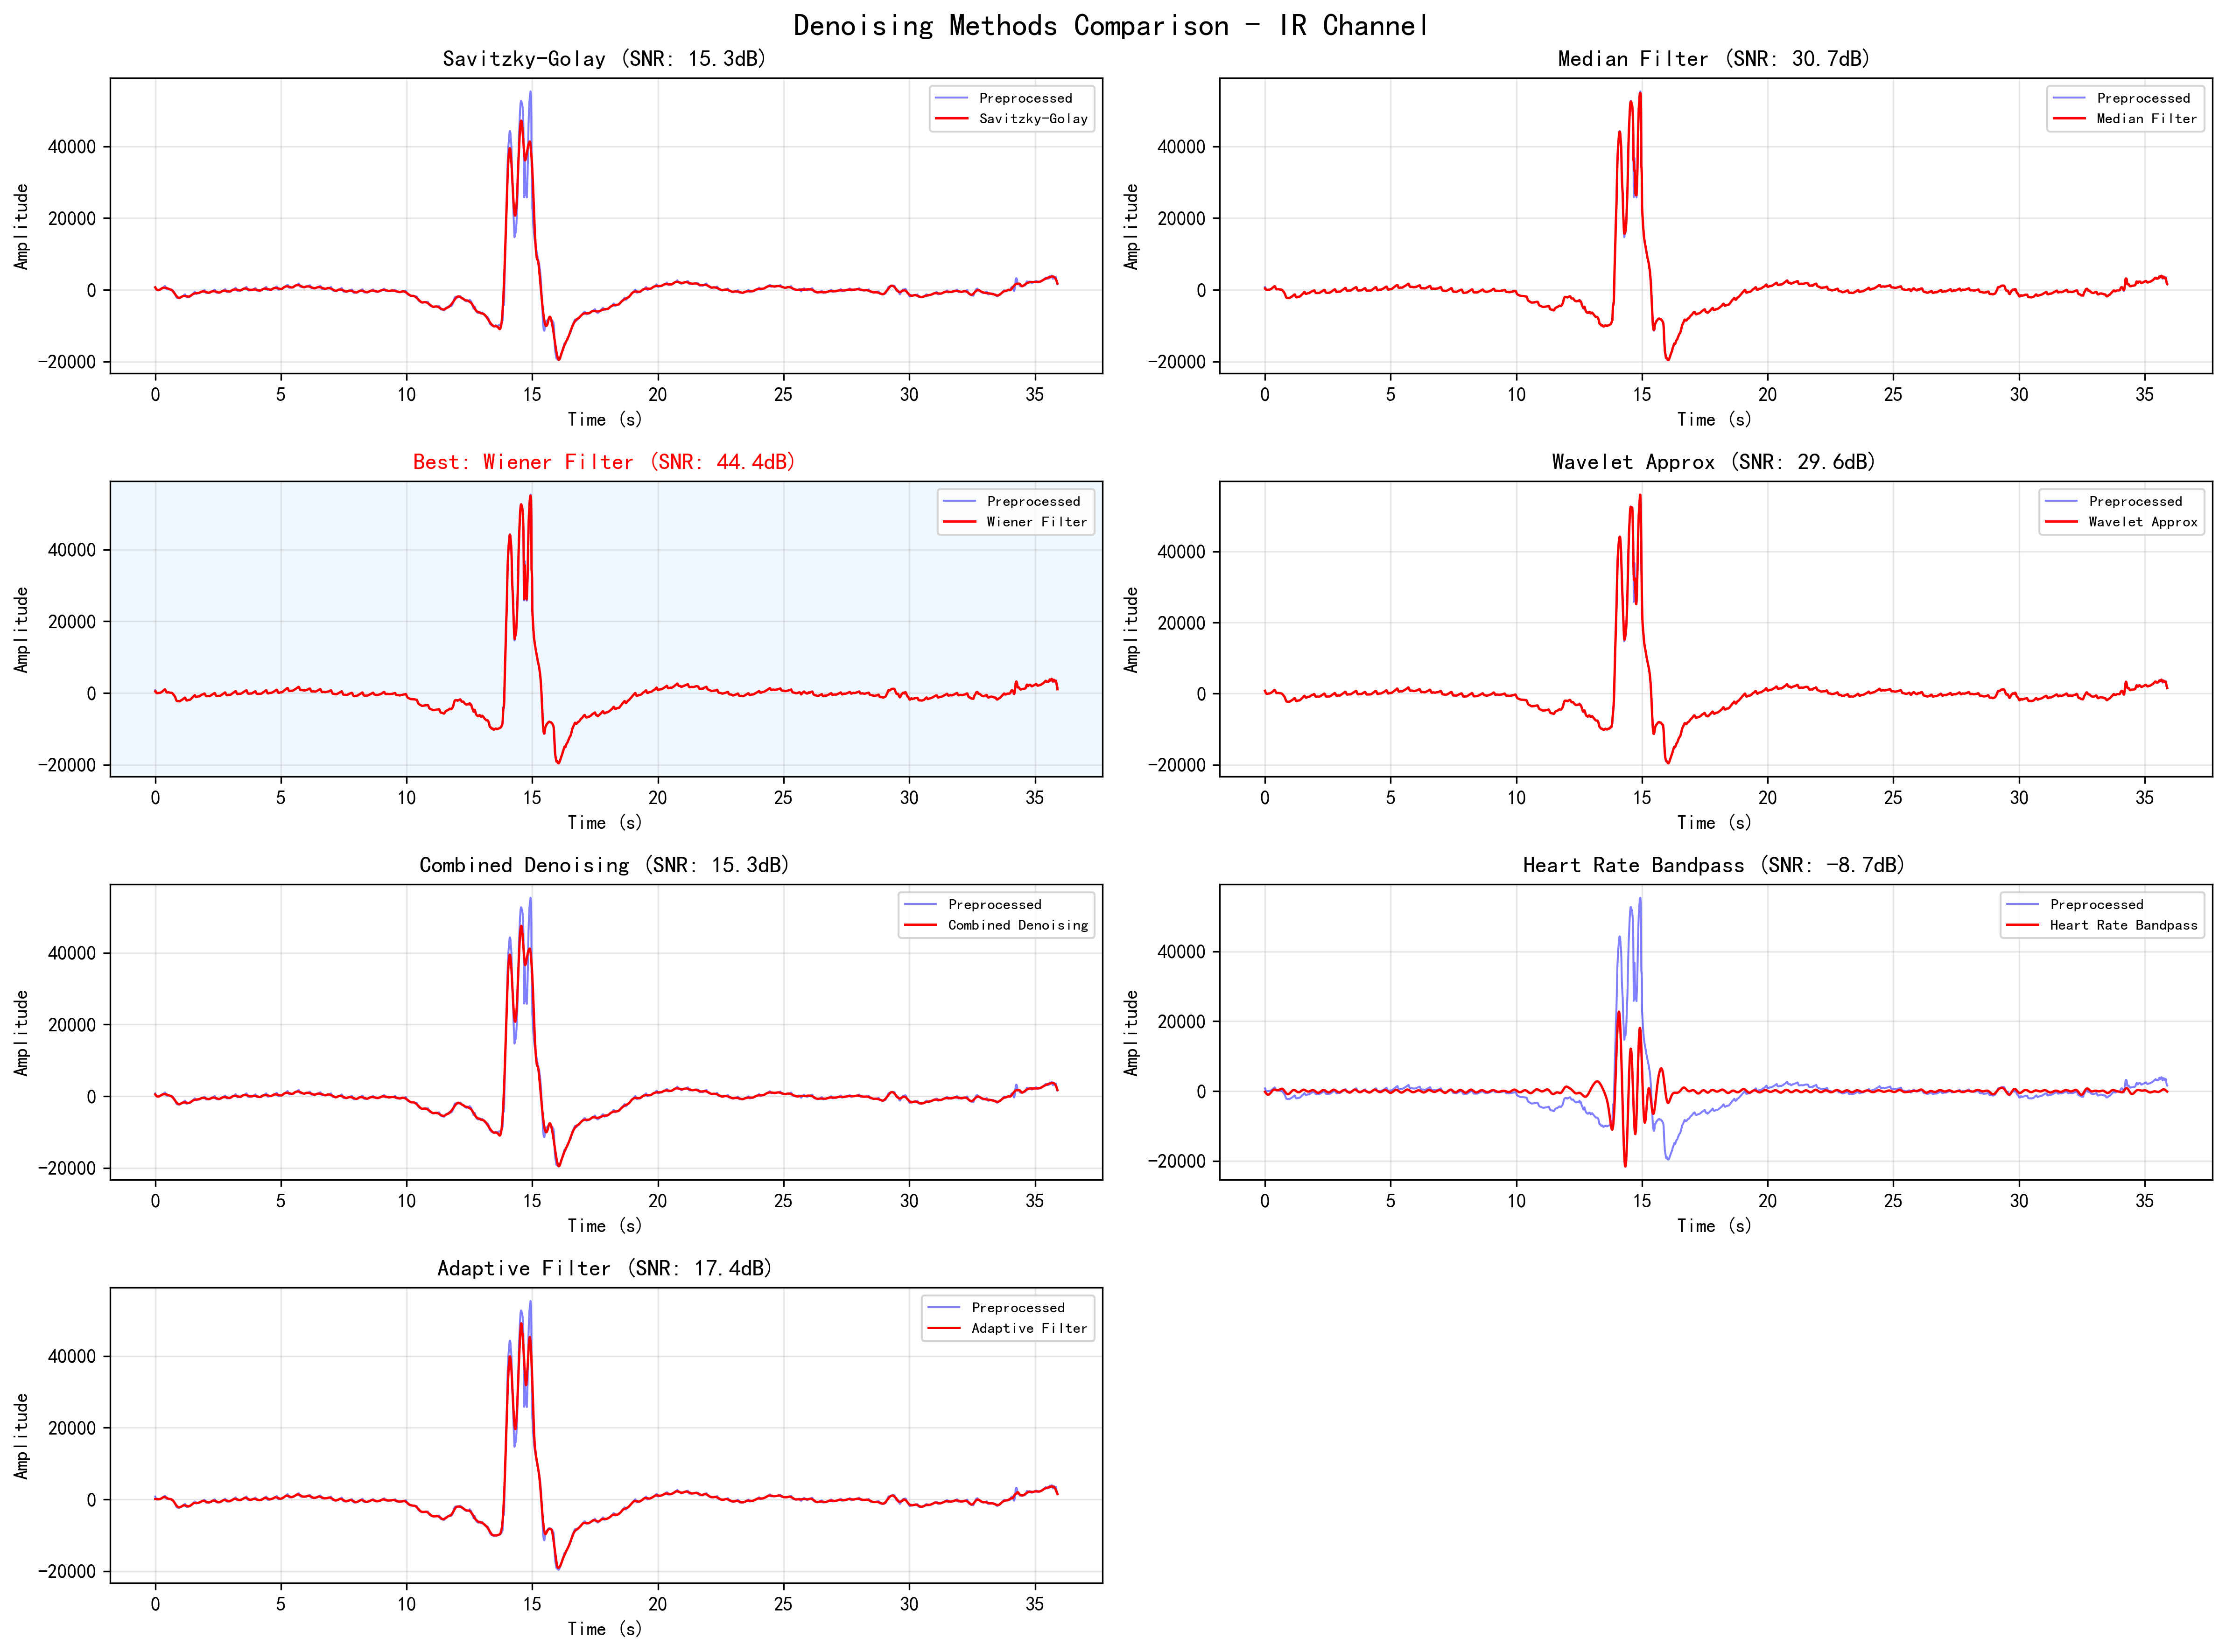 Denoising Methods Comparison - IR Channel
Savitzky-Golay (SNR: 15.3dB)
Preprocessed
Savitzky-Golay
Amplitude
40000
20000
0
-20000
0 5 10 15 20 25 30 35
Time (s)
Median Filter (SNR: 30.7dB)
Preprocessed
Median Filter
Amplitude
40000
20000
0
-20000
0 5 10 15 20 25 30 35
Time (s)
Best: Wiener Filter (SNR: 44.4dB)
Preprocessed
Wiener Filter
Amplitude
40000
20000
0
-20000
0 5 10 15 20 25 30 35
Time (s)
Wavelet Approx (SNR: 29.6dB)
Preprocessed
Wavelet Approx
Amplitude
40000
20000
0
-20000
0 5 10 15 20 25 30 35
Time (s)
Combined Denoising (SNR: 15.3dB)
Preprocessed
Combined Denoising
Amplitude
40000
20000
0
-20000
0 5 10 15 20 25 30 35
Time (s)
Heart Rate Bandpass (SNR: -8.7dB)
Preprocessed
Heart Rate Bandpass
Amplitude
40000
20000
0
-20000
0 5 10 15 20 25 30 35
Time (s)
Adaptive Filter (SNR: 17.4dB)
Preprocessed
Adaptive Filter
Amplitude
40000
20000
0
-20000
0 5 10 15 20 25 30 35
Time (s)